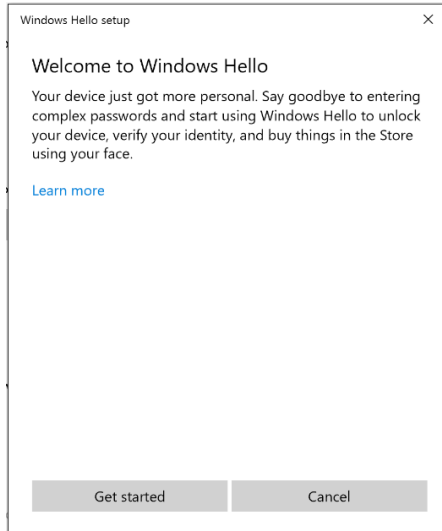 Windows Hello setup
Welcome to Windows Hello
Your device just got more personal. Say goodbye to entering
complex passwords and start using Windows Hello to unlock
your device, verify your identity, and buy things in the Store
using your face.
Learn more
Get started
Cancel